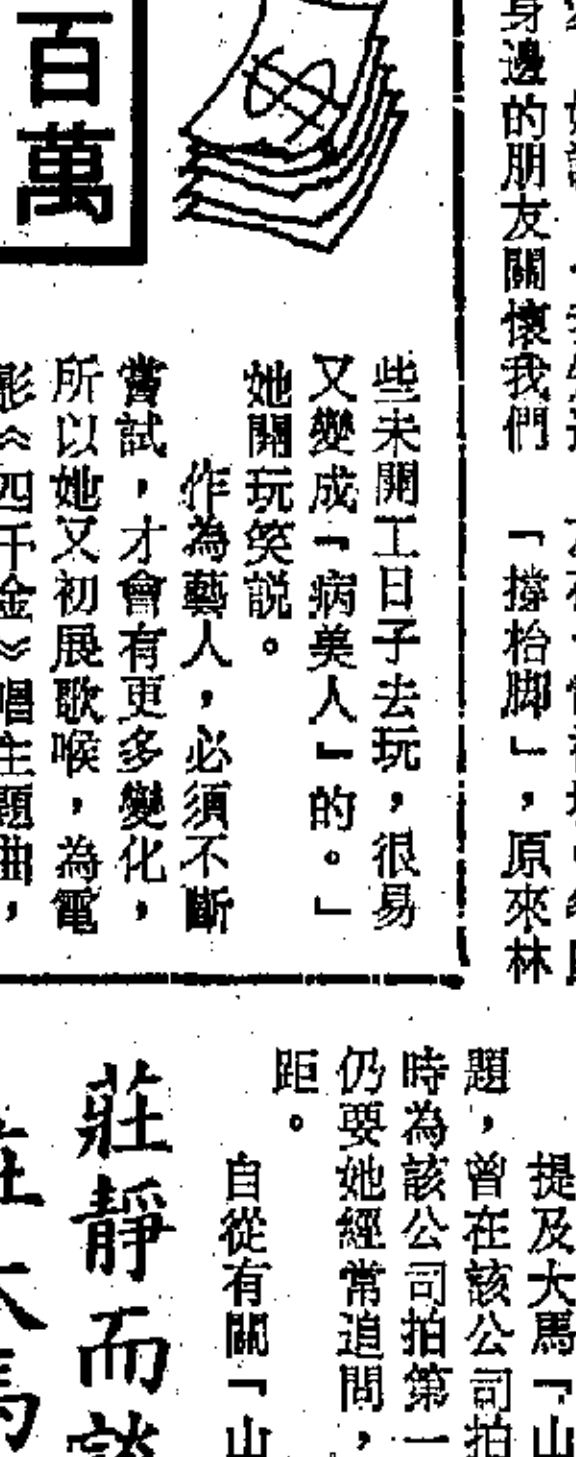 身邊的朋友關懷我們
「撐枱脚」，原來林
百萬
些未開工日子去玩，很易
又變成「病美人」的。」
她開玩笑説。
作為藝人，必須不斷
嘗試，才會有更多變化，
所以她又初展歌喉，為電
影《四千金》唱主題曲，
提及大馬「山
題，曾在該公司拍
時為該公司拍第一
仍要她經常追問，
距。
自從有關「山
莊靜而談